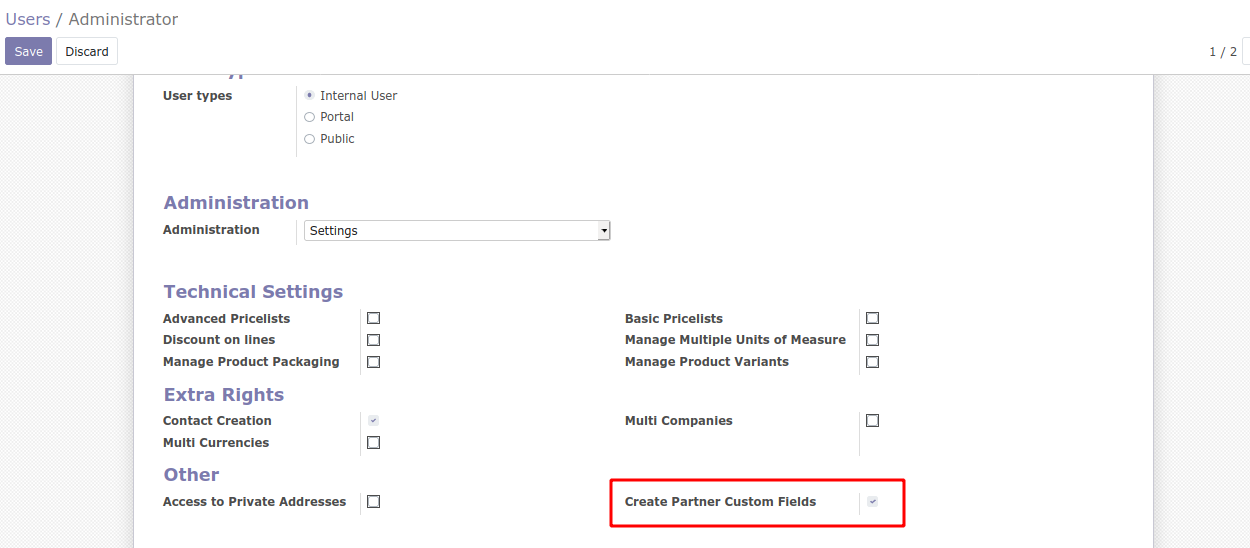 Users / Administrator
Save Discard 1 / 2
User types Internal User
Portal
Public
Administration
Administration Settings
Technical Settings
Advanced Pricelists Basic Pricelists
Discount on lines Manage Multiple Units of Measure
Manage Product Packaging Manage Product Variants
Extra Rights
Contact Creation Multi Companies
Multi Currencies
Other
Access to Private Addresses Create Partner Custom Fields